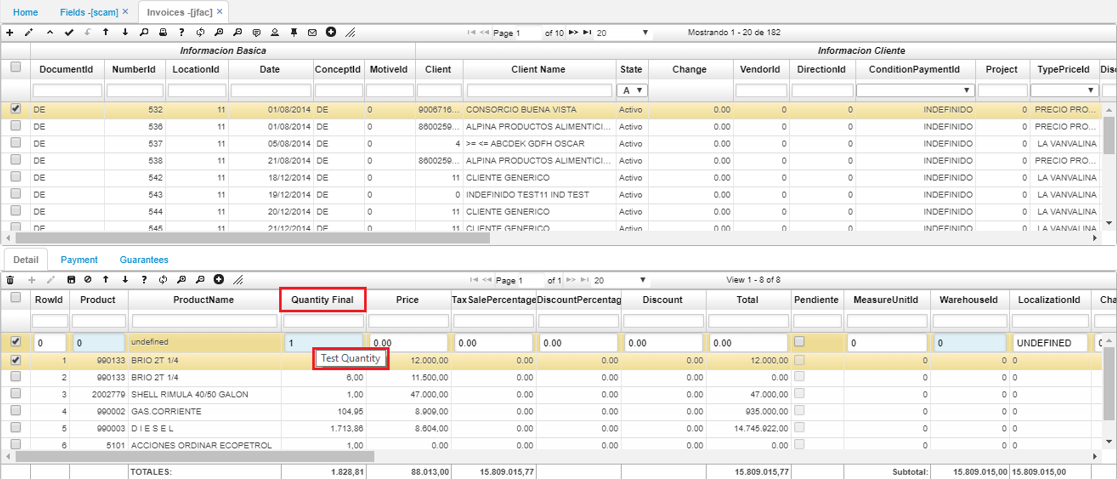 Home Fields -[scam] × Invoices -[jfac] ×
Page 1 of 10 20 ▼ Mostrando 1 - 20 de 182
Informacion Basica Informacion Cliente
DocumentId NumberId LocationId Date ConceptId MotiveId Client Client Name State Change VendorId DirectionId ConditionPaymentId Project TypePriceId Disc
A ▼
DE 532 11 01/08/2014 DE 0 9006716... CONSORCIO BUENA VISTA Activo 0.00 0 0 INDEFINIDO 0 PRECIO PRO...
DE 536 11 01/08/2014 DE 0 8600259... ALPINA PRODUCTOS ALIMENTICI... Activo 0.00 0 0 INDEFINIDO 0 PRECIO PRO...
DE 537 11 05/08/2014 DE 0 4 >= <= ABCDEK GDFH OSCAR Activo 0.00 0 0 INDEFINIDO 0 LA VANVALINA
DE 538 11 21/08/2014 DE 0 8600259... ALPINA PRODUCTOS ALIMENTICI... Activo 0.00 0 0 INDEFINIDO 0 PRECIO PRO...
DE 542 11 18/12/2014 DE 0 11 CLIENTE GENERICO Activo 0.00 0 0 INDEFINIDO 0 LA VANVALINA
DE 543 11 19/12/2014 DE 0 0 INDEFINIDO TEST11 IND TEST Activo 0.00 0 0 INDEFINIDO 0 LA VANVALINA
DE 544 11 20/12/2014 DE 0 11 CLIENTE GENERICO Activo 0.00 0 0 INDEFINIDO 0 LA VANVALINA
DE 545 11 21/12/2014 DE 0 11 CLIENTE GENERICO Activo 0.00 0 0 INDEFINIDO 0 LA VANVALINA
Detail Payment Guarantees
Page 1 of 1 20 ▼ View 1 - 8 of 8
RowId Product ProductName Quantity Final Price TaxSalePercentage DiscountPercentag Discount Total Pendiente MeasureUnitId WarehouseId LocalizationId Cha
0 0 undefined 1 0.00 0.00 0.00 0.00 0.00 0 0 UNDEFINED
Test Quantity
1 990133 BRIO 2T 1/4 12.000,00 0.00 0.00 0.00 12.000,00 0 0 0
2 990133 BRIO 2T 1/4 6,00 11.500,00 0.00 0.00 0.00 0.00 0 0 0
3 2002779 SHELL RIMULA 40/50 GALON 1,00 47.000,00 0.00 0.00 0.00 47.000,00 0 0 0
4 990002 GAS.CORRIENTE 104,95 8.909,00 0.00 0.00 0.00 935.000,00 0 0 0
5 990003 D I E S E L 1.713,86 8.604,00 0.00 0.00 0.00 14.745.922,00 0 0 0
6 5101 ACCIONES ORDINAR ECOPETROL 1,00 0.00 0.00 0.00 0.00 0.00 0 0 0
TOTALES: 1.828,81 88.013,00 15.809.015,77 15.809.015,77 Subtotal: 15.809.015,00 15.809.015,00